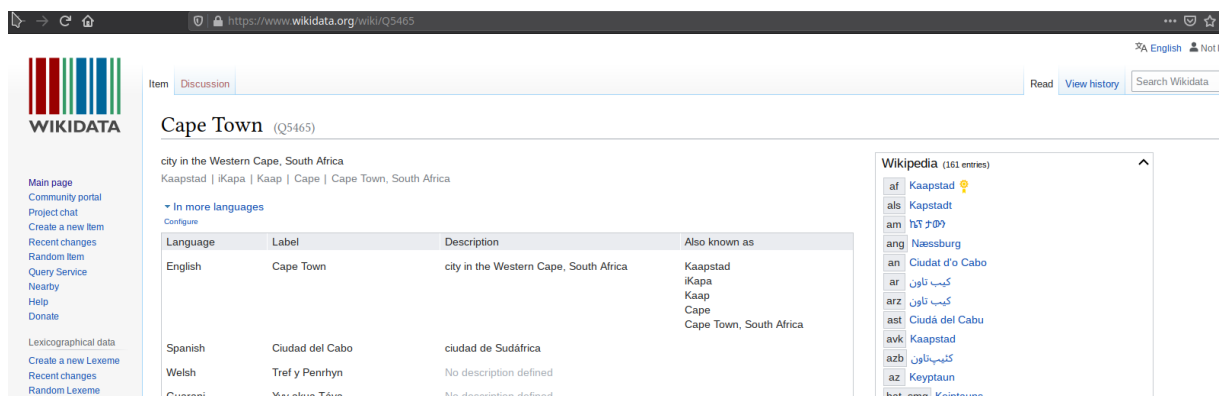 https://www.wikidata.org/wiki/Q5465
English Not
WIKIDATA
Item Discussion
Read View history Search Wikidata
Cape Town (Q5465)
city in the Western Cape, South Africa
Kaapstad | iKapa | Kaap | Cape | Cape Town, South Africa
In more languages
Configure
Language Label Description Also known as
English Cape Town city in the Western Cape, South Africa Kaapstad
iKapa
Kaap
Cape
Cape Town, South Africa
Spanish Ciudad del Cabo ciudad de Sudáfrica
Welsh Tref y Penrhyn No description defined
Main page
Community portal
Project chat
Create a new Item
Recent changes
Random Item
Query Service
Nearby
Help
Donate
Lexicographical data
Create a new Lexeme
Recent changes
Random Lexeme
Wikipedia (161 entries)
af Kaapstad
als Kapstadt
am ኬፕ ታውን
ang Næssburg
an Ciudat d'o Cabo
ar كيب تاون
arz كيب تاون
ast Ciudá del Cabu
avk Kaapstad
azb کئیپ‌تاون
az Keyptaun